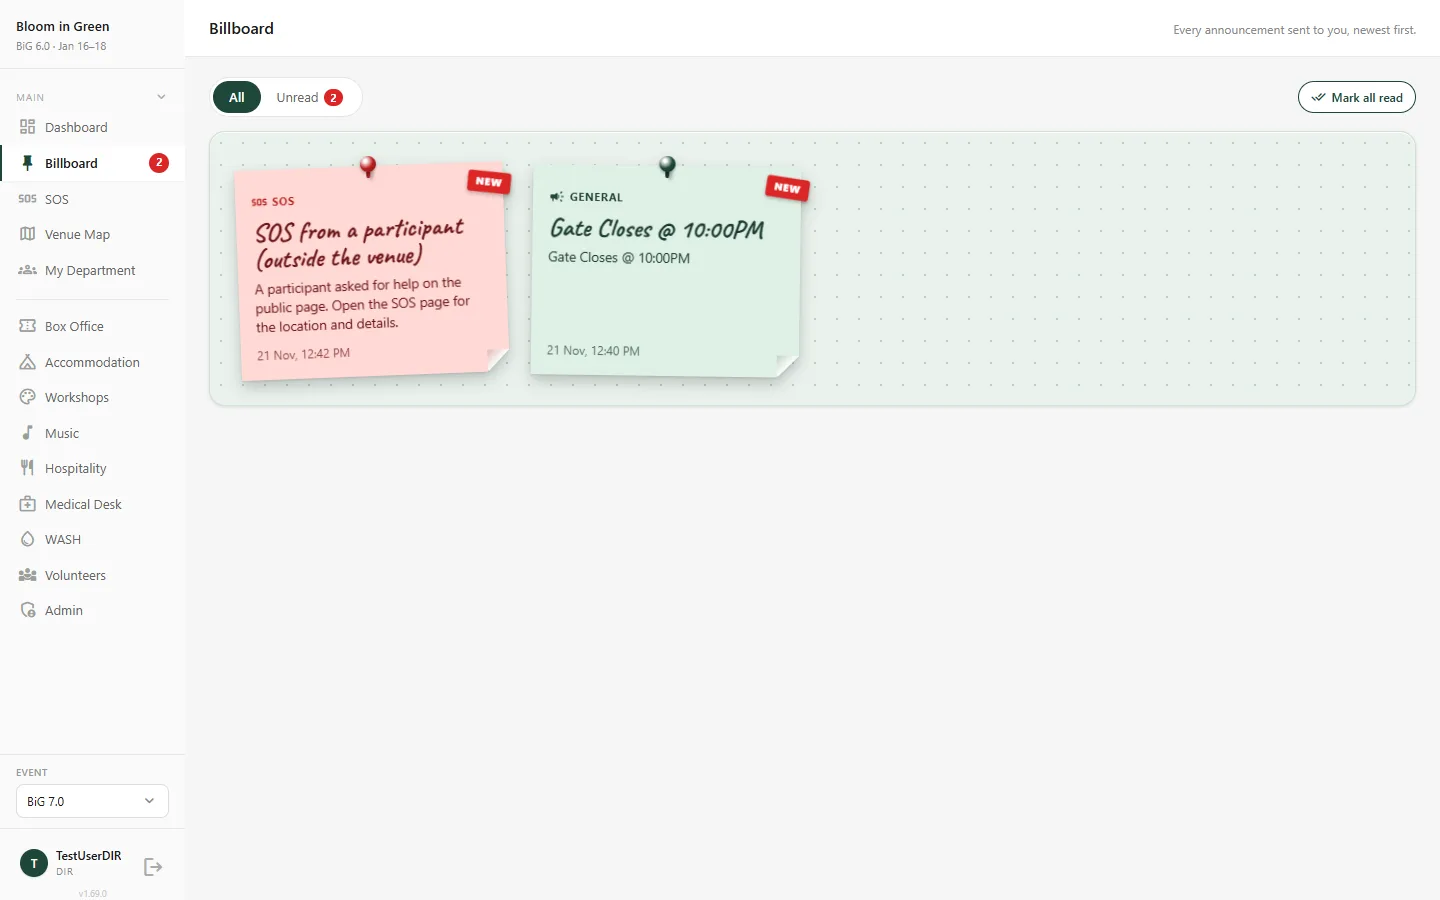 Bloom in Green
BiG 6.0 · Jan 16–18
MAIN
Dashboard
Billboard 2
SOS SOS
Venue Map
My Department
Box Office
Accommodation
Workshops
Music
Hospitality
Medical Desk
WASH
Volunteers
Admin
EVENT
BiG 7.0
T TestUserDIR
DIR
v1.69.0
Billboard
Every announcement sent to you, newest first.
All Unread 2
Mark all read
NEW
SOS SOS
SOS from a participant
(outside the venue)
A participant asked for help on the
public page. Open the SOS page for
the location and details.
21 Nov, 12:42 PM
NEW
GENERAL
Gate Closes @ 10:00PM
Gate Closes @ 10:00PM
21 Nov, 12:40 PM